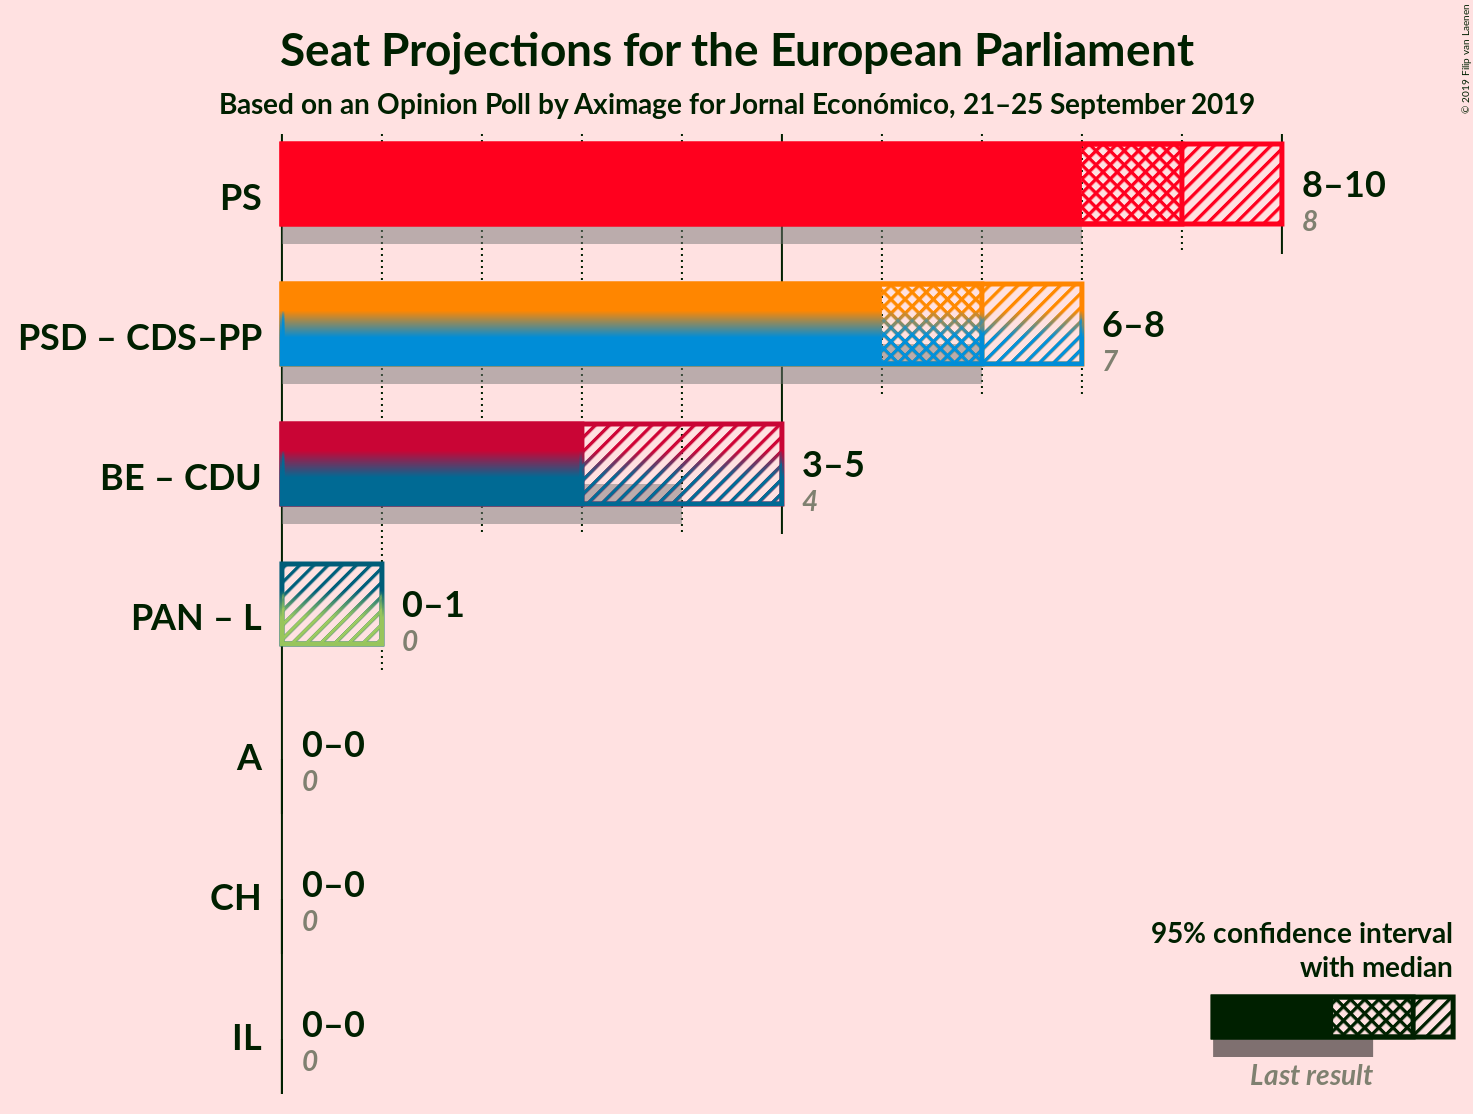 Seat Projections for the European Parliament
Based on an Opinion Poll by Aximage for Jornal Económico, 21–25 September 2019
© 2019 Filip van Laenen
PS
8–10
8
PSD – CDS–PP
6–8
7
BE – CDU
3–5
4
PAN – L
0–1
0
A
0–0
0
CH
0–0
0
IL
0–0
0
95% confidence interval
with median
Last result